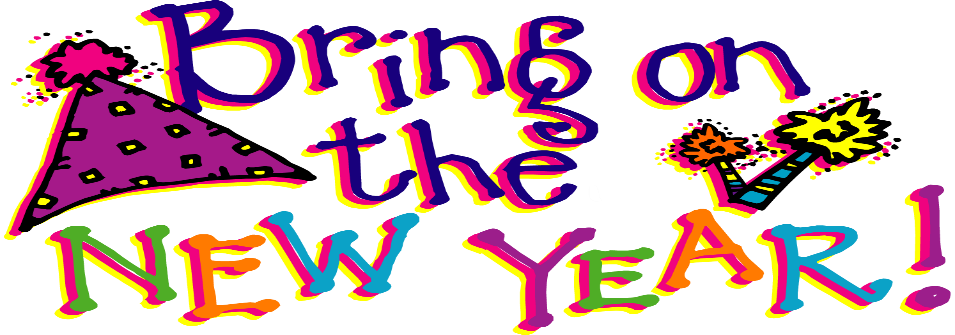 Bring on
the
NEW YEAR!